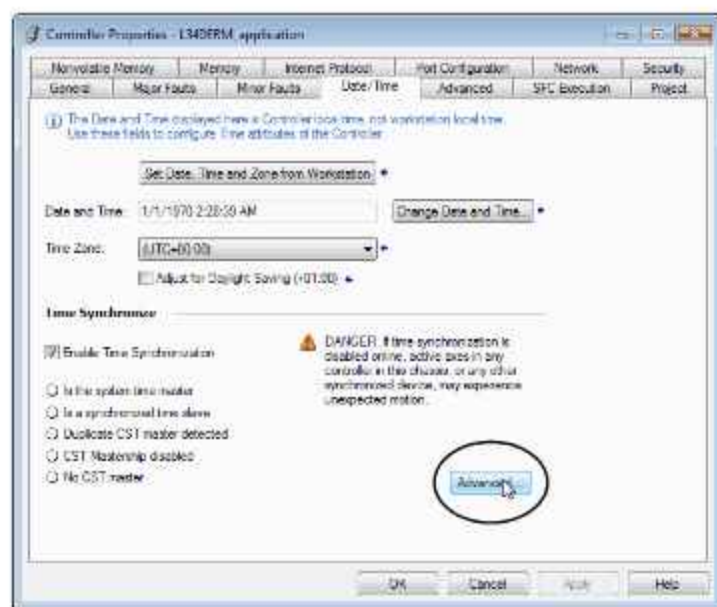 Controller Properties - L340ERM_application
Nonvolatile Memory Memory Internet Protocol Port Configuration Network Security
General Major Faults Minor Faults Date/Time Advanced SFC Execution Project
The Date and Time displayed here is Controller local time, not workstation local time.
Use these fields to configure Time attributes of the Controller.
Set Date, Time and Zone from Workstation
Date and Time: 1/1/1970 2:28:39 AM Change Date and Time...
Time Zone: (UTC+00:00)
Adjust for Daylight Saving (+01:00)
Time Synchronize
Enable Time Synchronization
DANGER. If time synchronization is
disabled online, active axes in any
controller in this chassis, or any other
synchronized device, may experience
unexpected motion.
Is the system time master
Is a synchronized time slave
Duplicate CST master detected
CST Mastership disabled
No CST master
Advanced...
OK Cancel Apply Help